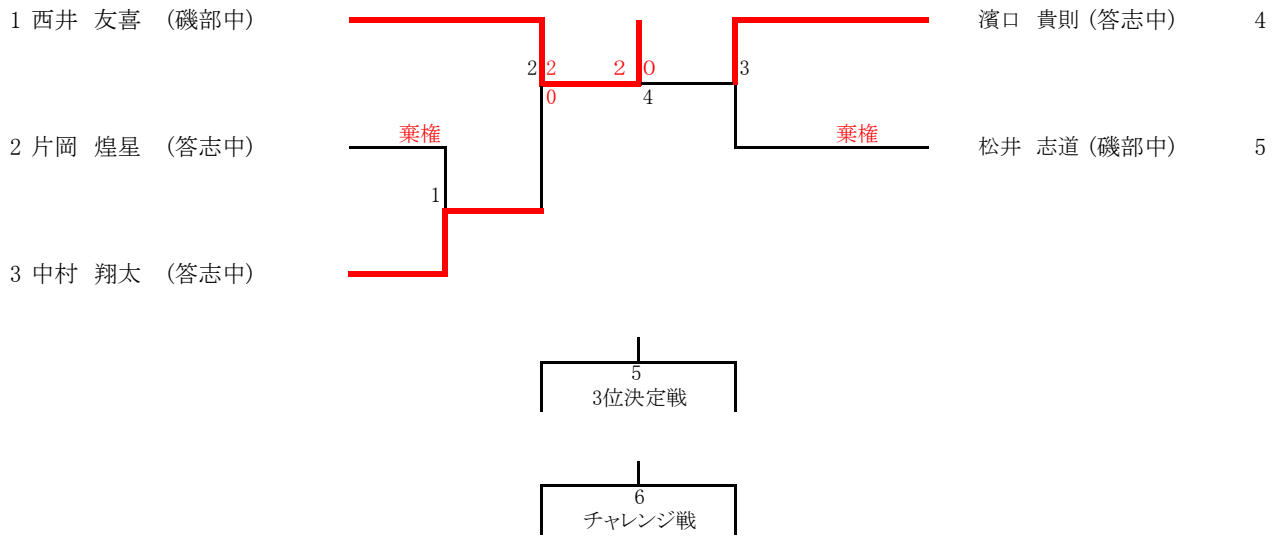 1 西井 友喜 (磯部中) 濱口 貴則 (答志中) 4
2 2 2 0 3
0 4
2 片岡 煌星 (答志中) 棄権 棄権 松井 志道 (磯部中) 5
1
3 中村 翔太 (答志中)
5
3位決定戦
6
チャレンジ戦